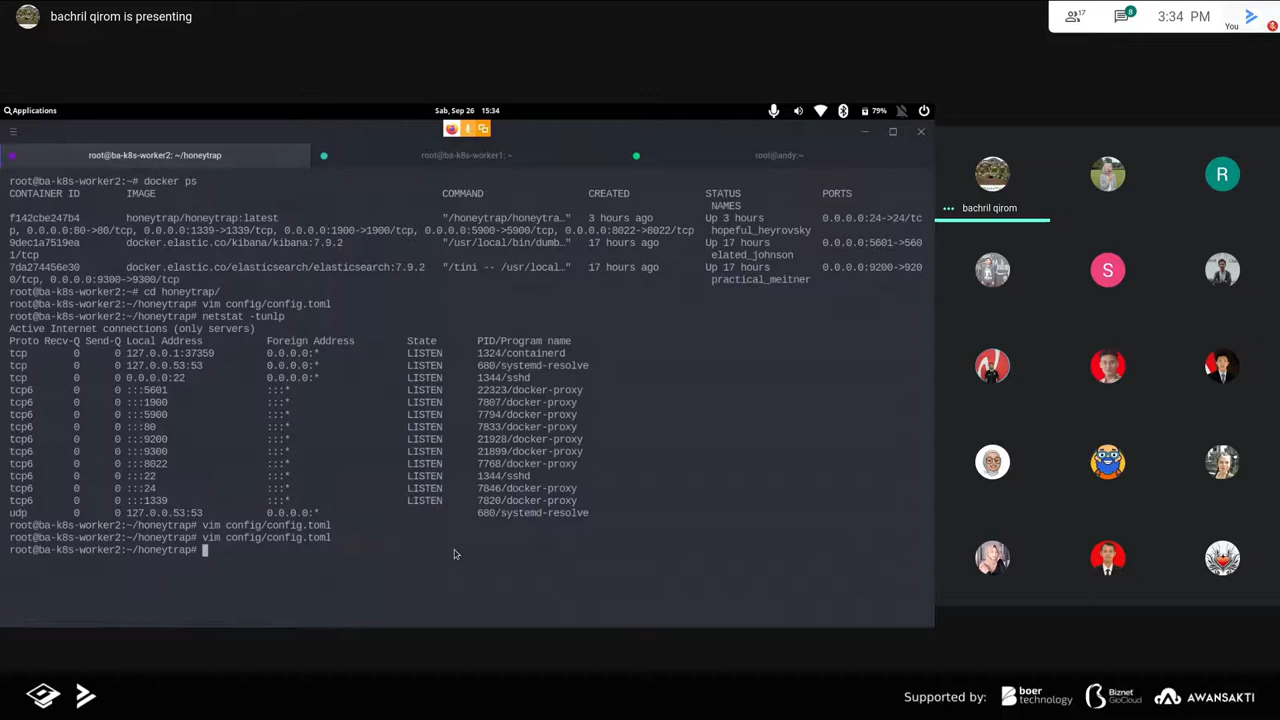 bachril qirom is presenting
17
8
3:34 PM
You
Applications
Sab, Sep 26 15:34
79%
root@ba-k8s-worker2: ~/honeytrap
root@ba-k8s-worker1: ~
root@andy:~
root@ba-k8s-worker2:~# docker ps
CONTAINER ID IMAGE COMMAND CREATED STATUS PORTS
NAMES
f142cbe247b4 honeytrap/honeytrap:latest "/honeytrap/honeytra…" 3 hours ago Up 3 hours 0.0.0.0:24->24/tc
p, 0.0.0.0:80->80/tcp, 0.0.0.0:1339->1339/tcp, 0.0.0.0:1900->1900/tcp, 0.0.0.0:5900->5900/tcp, 0.0.0.0:8022->8022/tcp hopeful_heyrovsky
9dec1a7519ea docker.elastic.co/kibana/kibana:7.9.2 "/usr/local/bin/dumb…" 17 hours ago Up 17 hours 0.0.0.0:5601->560
1/tcp elated_johnson
7da274456e30 docker.elastic.co/elasticsearch/elasticsearch:7.9.2 "/tini -- /usr/local…" 17 hours ago Up 17 hours 0.0.0.0:9200->920
0/tcp, 0.0.0.0:9300->9300/tcp practical_meitner
root@ba-k8s-worker2:~# cd honeytrap/
root@ba-k8s-worker2:~/honeytrap# vim config/config.toml
root@ba-k8s-worker2:~/honeytrap# netstat -tunlp
Active Internet connections (only servers)
Proto Recv-Q Send-Q Local Address Foreign Address State PID/Program name
tcp 0 0 127.0.0.1:37359 0.0.0.0:* LISTEN 1324/containerd
tcp 0 0 127.0.0.53:53 0.0.0.0:* LISTEN 680/systemd-resolve
tcp 0 0 0.0.0.0:22 0.0.0.0:* LISTEN 1344/sshd
tcp6 0 0 :::5601 :::* LISTEN 22323/docker-proxy
tcp6 0 0 :::1900 :::* LISTEN 7807/docker-proxy
tcp6 0 0 :::5900 :::* LISTEN 7794/docker-proxy
tcp6 0 0 :::80 :::* LISTEN 7833/docker-proxy
tcp6 0 0 :::9200 :::* LISTEN 21928/docker-proxy
tcp6 0 0 :::9300 :::* LISTEN 21899/docker-proxy
tcp6 0 0 :::8022 :::* LISTEN 7768/docker-proxy
tcp6 0 0 :::22 :::* LISTEN 1344/sshd
tcp6 0 0 :::24 :::* LISTEN 7846/docker-proxy
tcp6 0 0 :::1339 :::* LISTEN 7820/docker-proxy
udp 0 0 127.0.0.53:53 0.0.0.0:* 680/systemd-resolve
root@ba-k8s-worker2:~/honeytrap# vim config/config.toml
root@ba-k8s-worker2:~/honeytrap# vim config/config.toml
root@ba-k8s-worker2:~/honeytrap#
bachril qirom
R
S
Supported by:
boer technology
Biznet GioCloud
AWANSAKTI